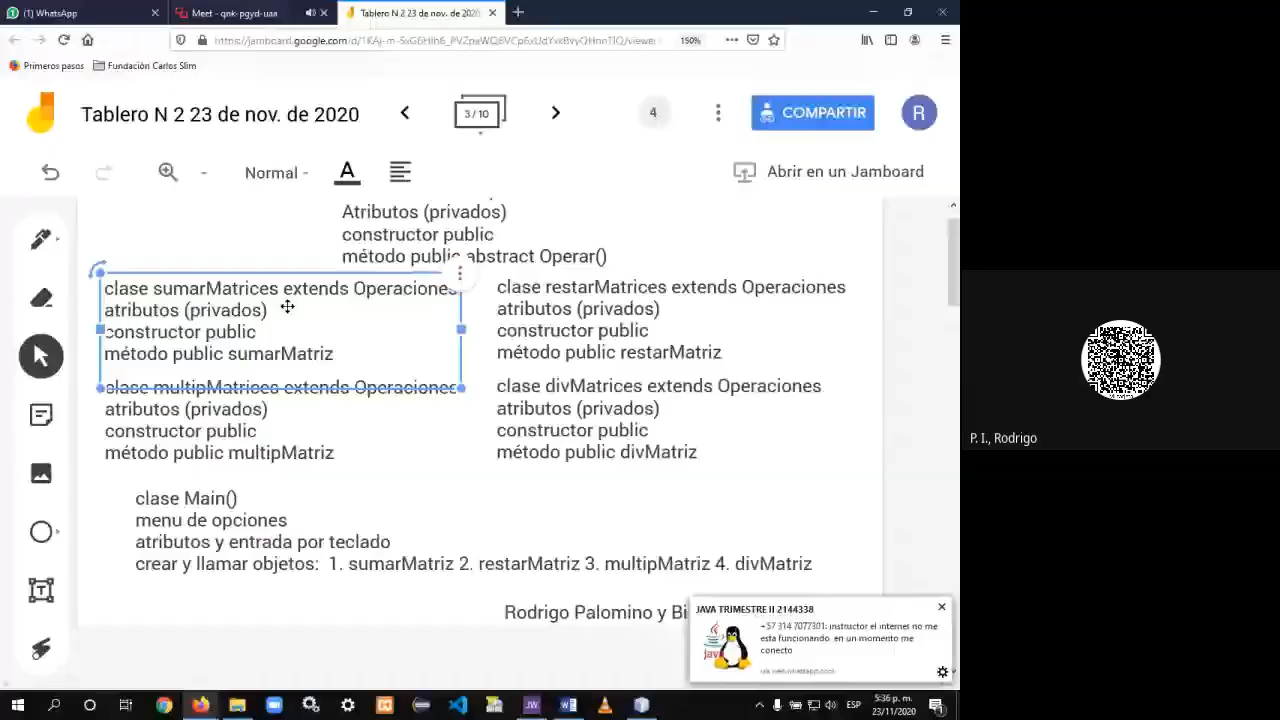 (1) WhatsApp
Meet - qnk-pgyd-uaa
Tablero N 2 23 de nov. de 2020
150%
Primeros pasos
Fundación Carlos Slim
Tablero N 2 23 de nov. de 2020
3 / 10
4
COMPARTIR
R
Normal
A
Abrir en un Jamboard
Atributos (privados)
constructor public
método public abstract Operar()
clase sumarMatrices extends Operaciones
atributos (privados)
constructor public
método public sumarMatriz
clase restarMatrices extends Operaciones
atributos (privados)
constructor public
método public restarMatriz
clase multipMatrices extends Operaciones
atributos (privados)
constructor public
método public multipMatriz
clase divMatrices extends Operaciones
atributos (privados)
constructor public
método public divMatriz
clase Main()
menu de opciones
atributos y entrada por teclado
crear y llamar objetos: 1. sumarMatriz 2. restarMatriz 3. multipMatriz 4. divMatriz
Rodrigo Palomino y
JAVA TRIMESTRE II 2144338
+57 314 7077301: instructor el internet no me
esta funcionando en un momento me
conecto
via web.whatsapp.com
P. I., Rodrigo
ESP
5:36 p. m.
23/11/2020